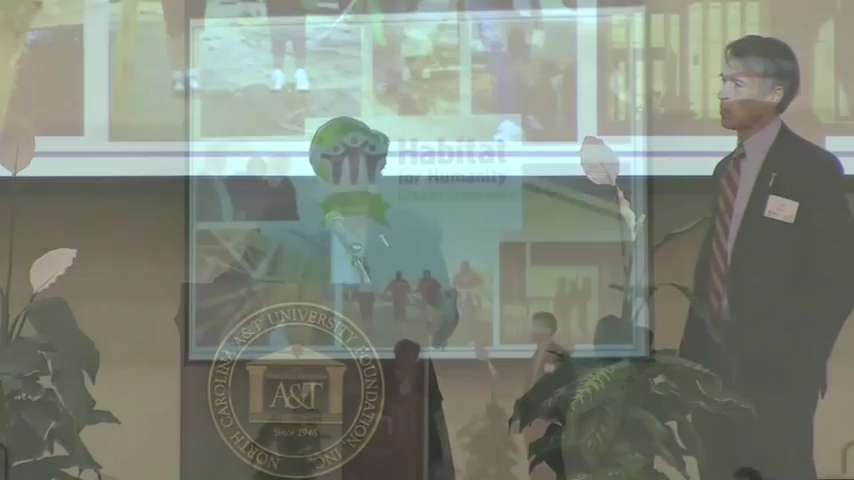 Habitat
for Humanity
NORTH CAROLINA A&T UNIVERSITY FOUNDATION, INC.
A&T
Since 1946